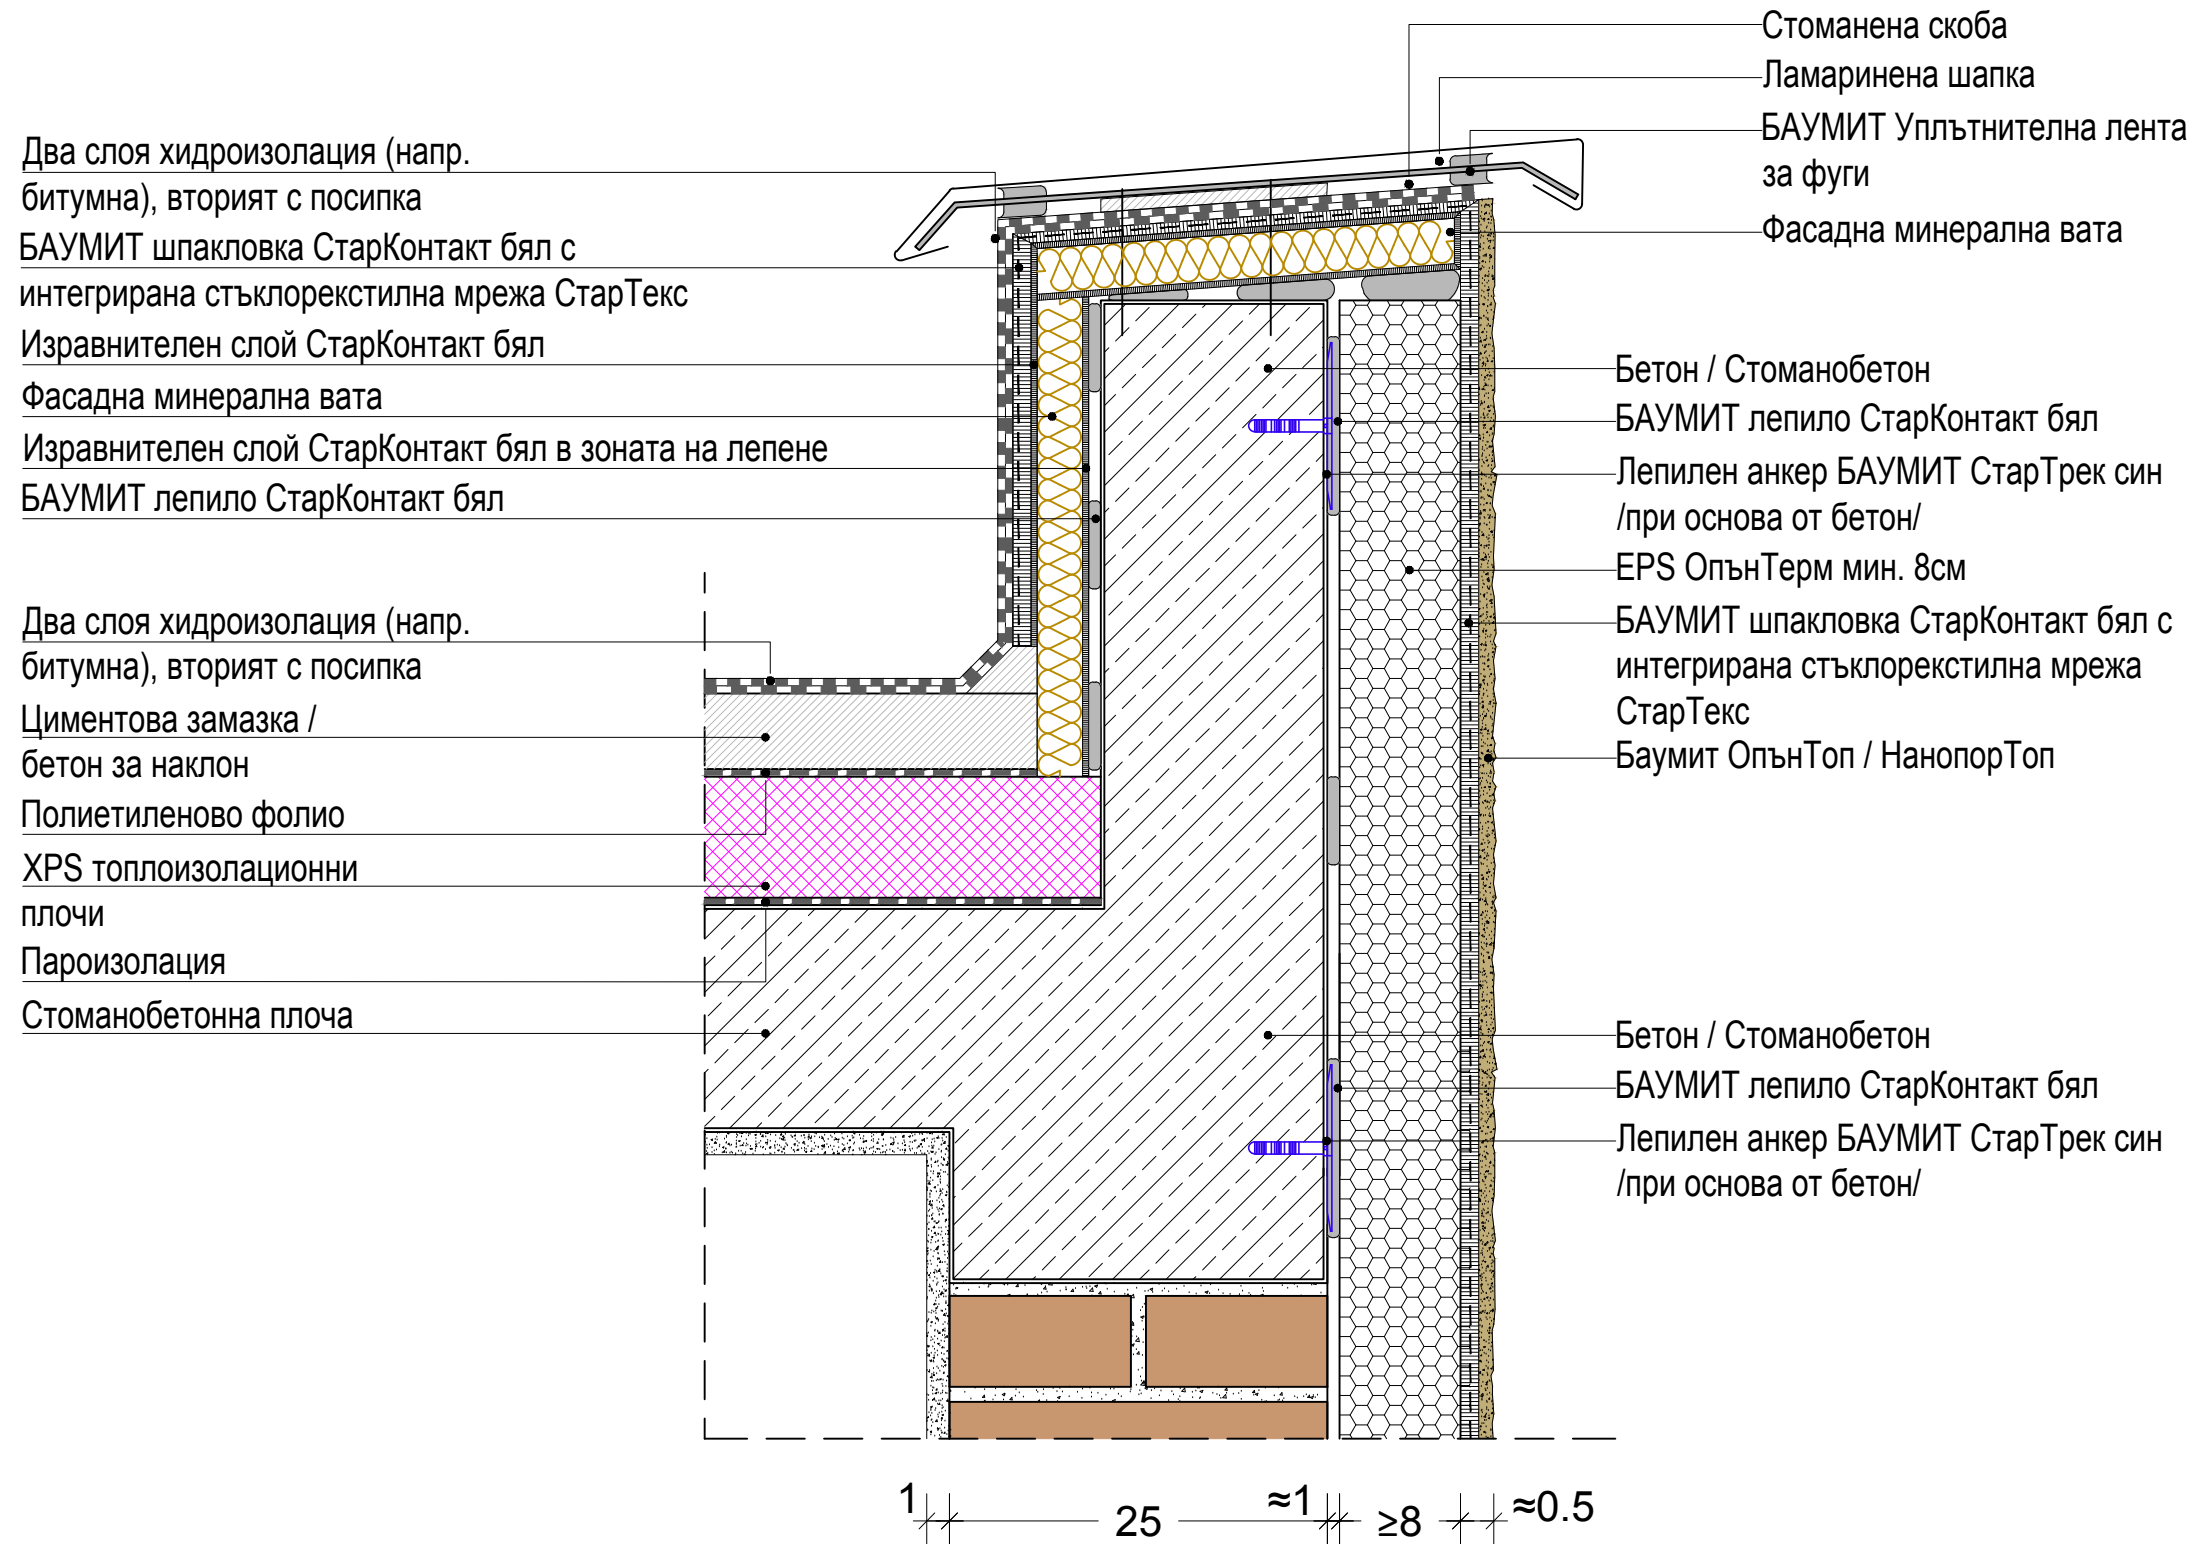 Стоманена скоба
Ламаринена шапка
БАУМИТ Уплътнителна лента
за фуги
Фасадна минерална вата
Два слоя хидроизолация (напр.
битумна), вторият с посипка
БАУМИТ шпакловка СтарКонтакт бял с
интегрирана стъклорекстилна мрежа СтарТекс
Изравнителен слой СтарКонтакт бял
Фасадна минерална вата
Изравнителен слой СтарКонтакт бял в зоната на лепене
БАУМИТ лепило СтарКонтакт бял
Два слоя хидроизолация (напр.
битумна), вторият с посипка
Циментова замазка /
бетон за наклон
Полиетиленово фолио
XPS топлоизолационни
плочи
Пароизолация
Стоманобетонна плоча
Бетон / Стоманобетон
БАУМИТ лепило СтарКонтакт бял
Лепилен анкер БАУМИТ СтарТрек син
/при основа от бетон/
EPS ОпънТерм мин. 8см
БАУМИТ шпакловка СтарКонтакт бял с
интегрирана стъклорекстилна мрежа
СтарТекс
Баумит ОпънТоп / НанопорТоп
Бетон / Стоманобетон
БАУМИТ лепило СтарКонтакт бял
Лепилен анкер БАУМИТ СтарТрек син
/при основа от бетон/
1 25 ≈1 ≥8 ≈0.5